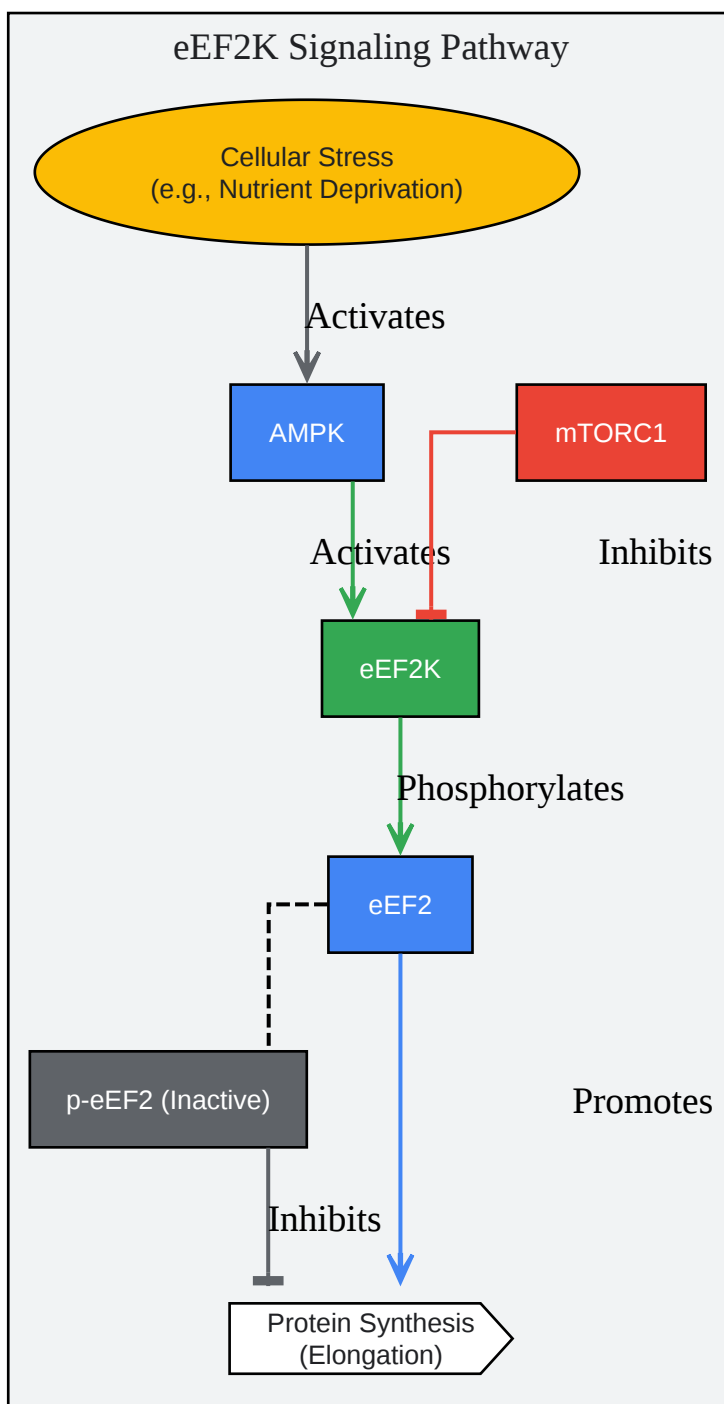 eEF2K Signaling Pathway
Cellular Stress
(e.g., Nutrient Deprivation)
Activates
AMPK
mTORC1
Activates
Inhibits
eEF2K
Phosphorylates
eEF2
p-eEF2 (Inactive)
Promotes
Inhibits
Protein Synthesis
(Elongation)